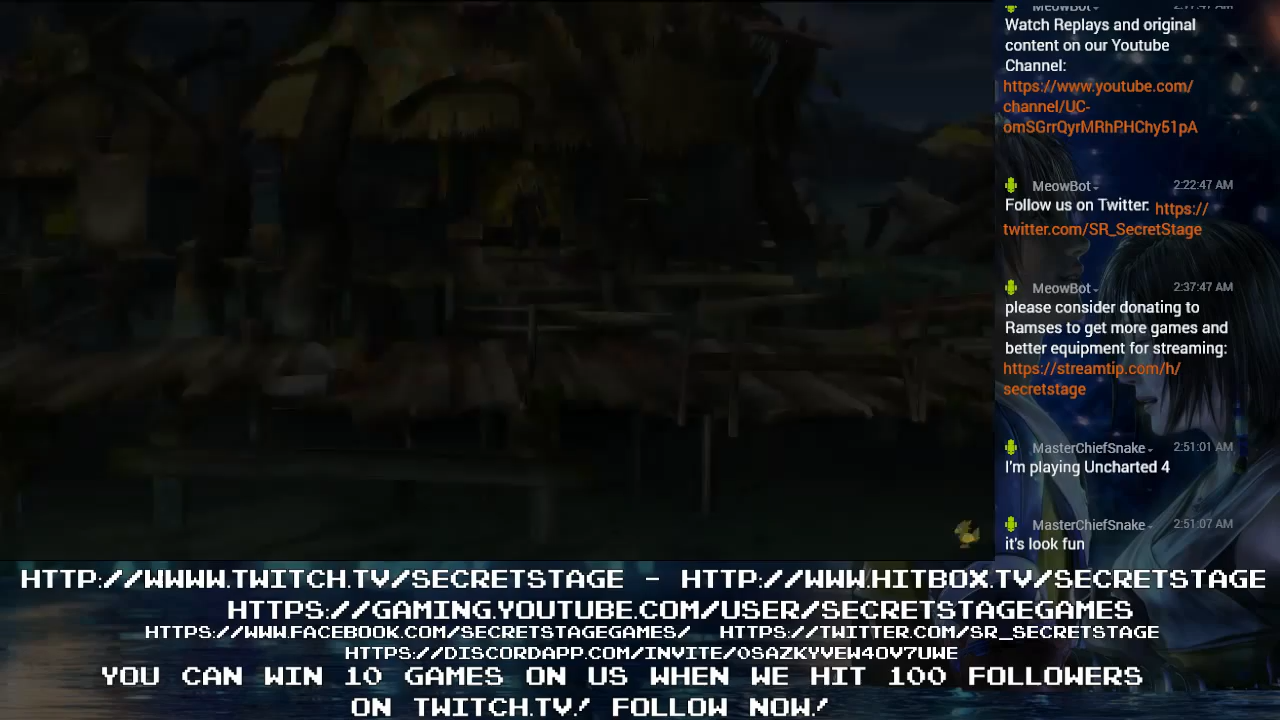 MeowBot
2:17:47 AM
Watch Replays and original
content on our Youtube
Channel:
https://www.youtube.com/
channel/UC-
omSGrrQyrMRhPHChy51pA
MeowBot 2:22:47 AM
Follow us on Twitter: https://
twitter.com/SR_SecretStage
MeowBot 2:37:47 AM
please consider donating to
Ramses to get more games and
better equipment for streaming:
https://streamtip.com/h/
secretstage
MasterChiefSnake 2:51:01 AM
I'm playing Uncharted 4
MasterChiefSnake 2:51:07 AM
it's look fun
HTTP://WWWW.TWITCH.TV/SECRETSTAGE - HTTP://WWW.HITBOX.TV/SECRETSTAGE
HTTPS://GAMING.YOUTUBE.COM/USER/SECRETSTAGEGAMES
HTTPS://WWW.FACEBOOK.COM/SECRETSTAGEGAMES/ HTTPS://TWITTER.COM/SR_SECRETSTAGE
HTTPS://DISCORDAPP.COM/INVITE/0SAZKYVEW4OV7UWE
YOU CAN WIN 10 GAMES ON US WHEN WE HIT 100 FOLLOWERS
ON TWITCH.TV! FOLLOW NOW!